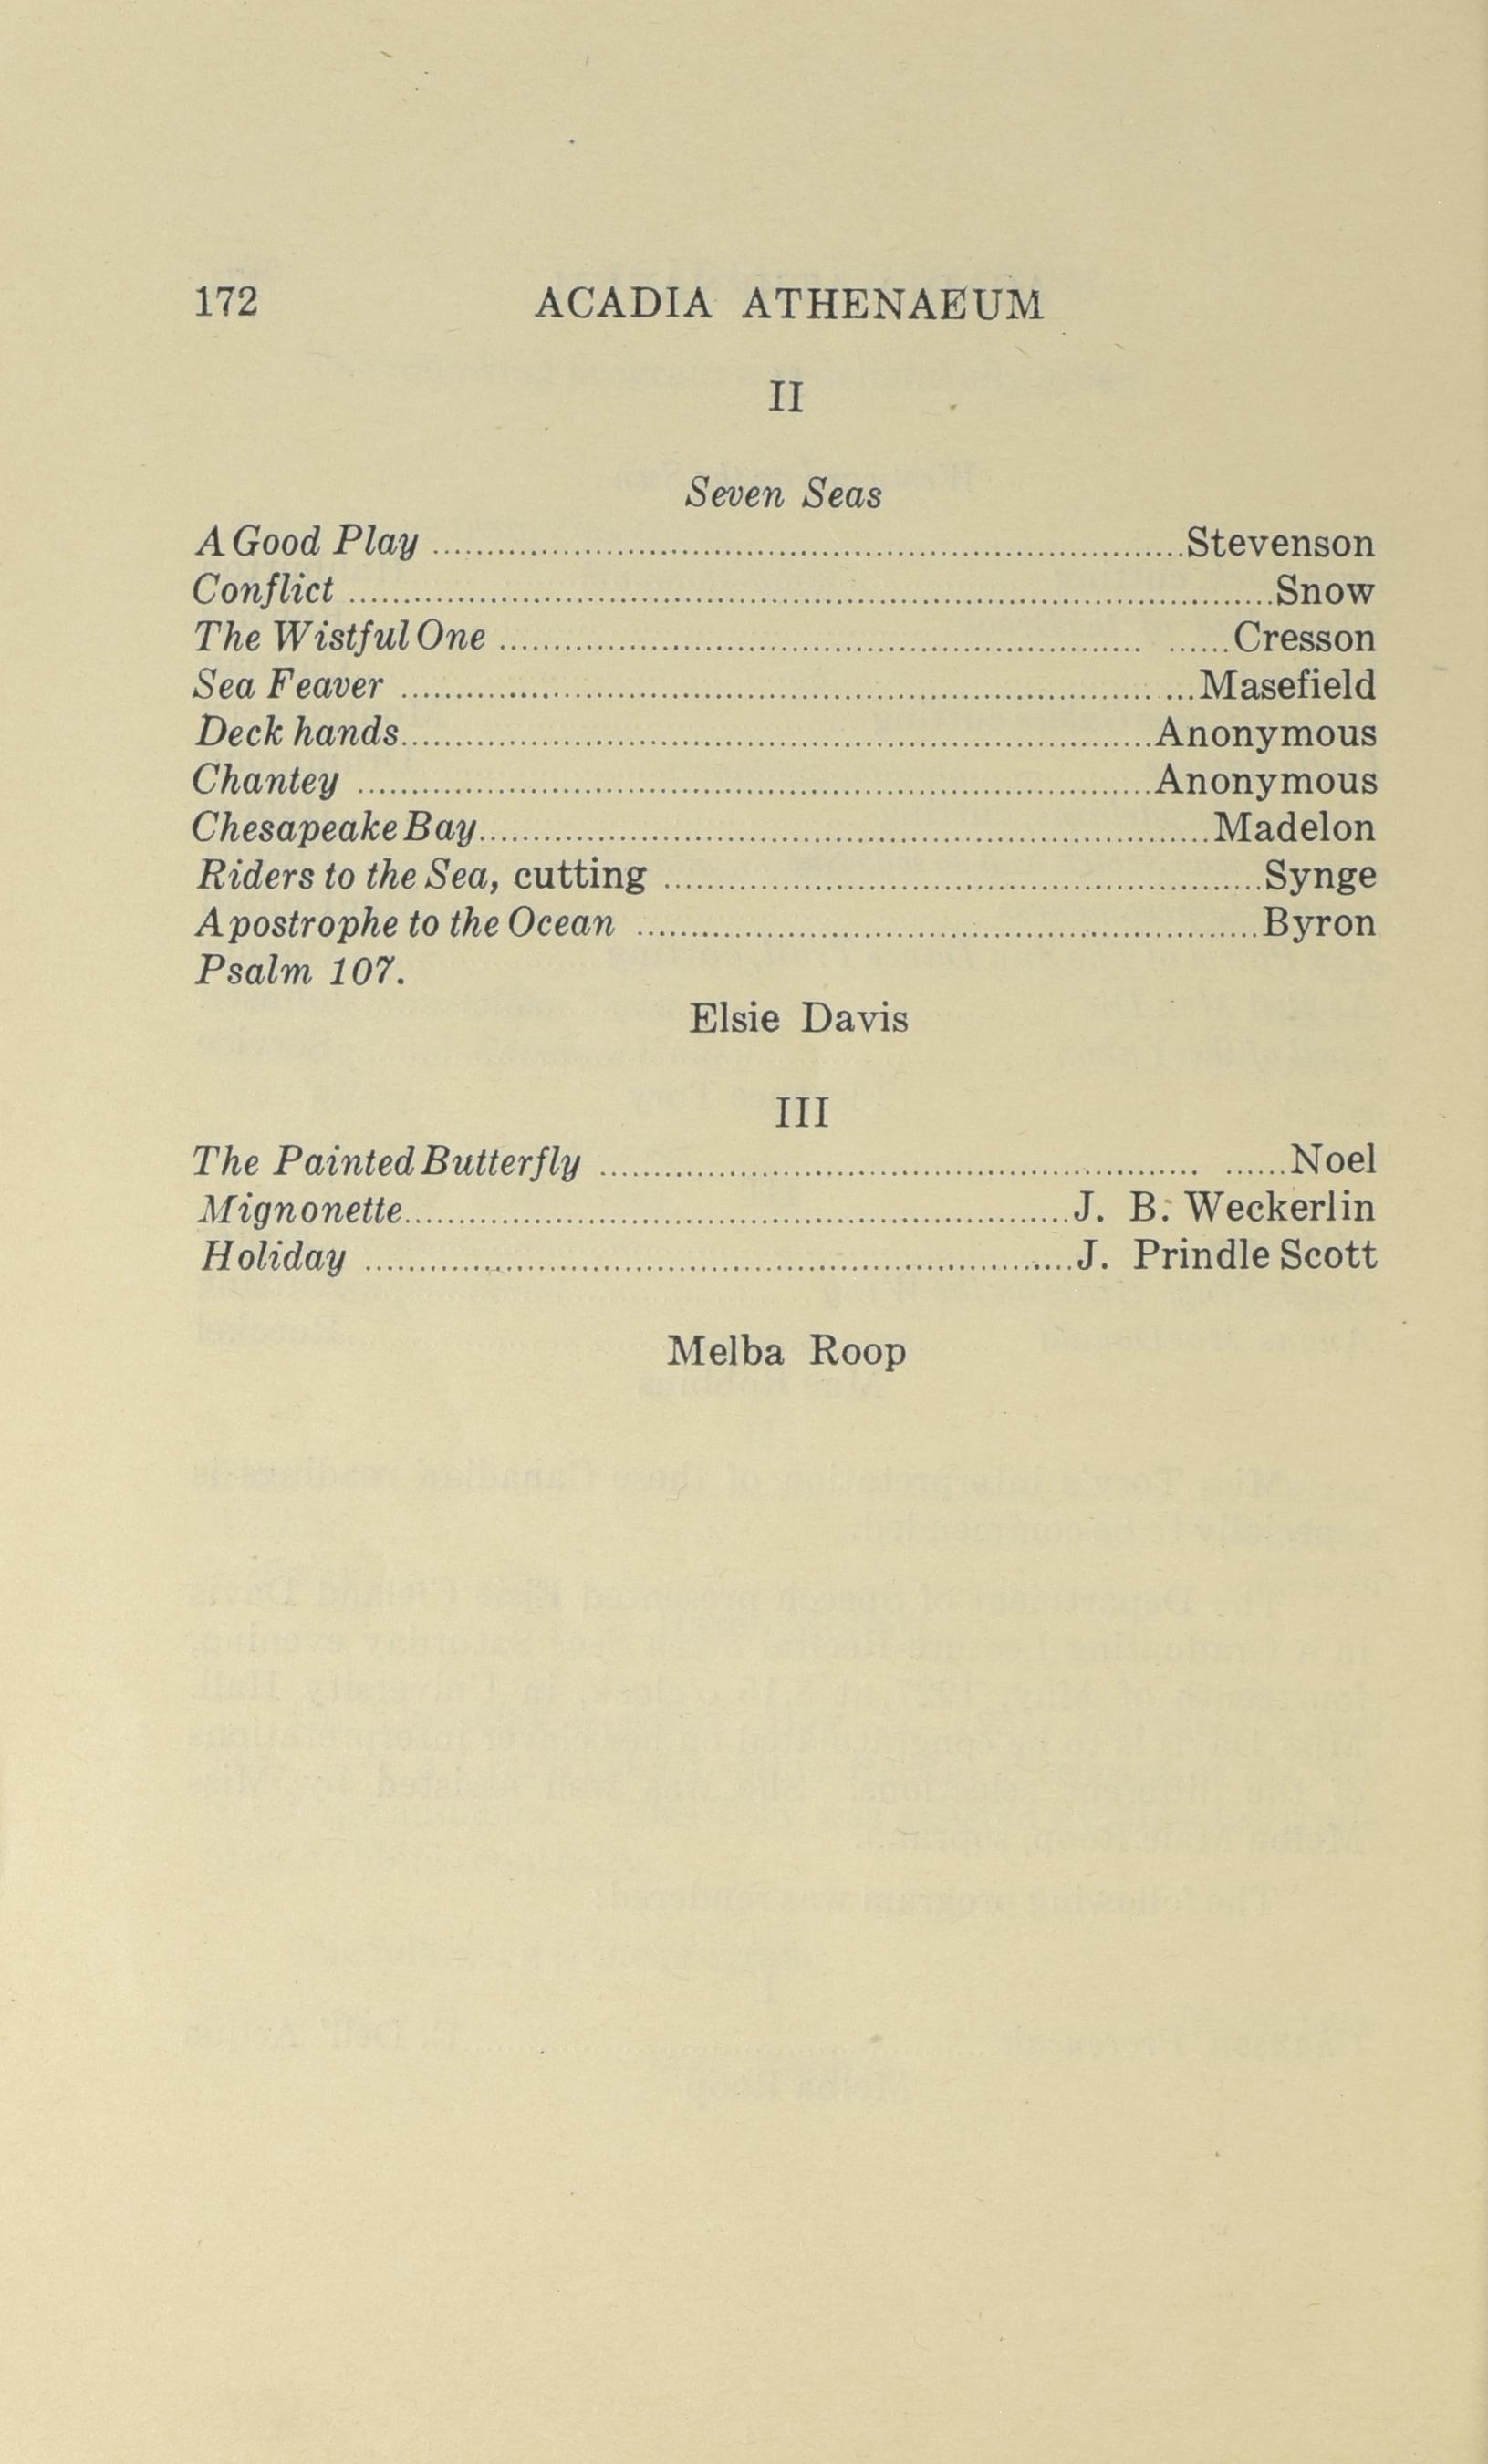 172 ACADIA ATHENAEUM
II
Seven Seas
A Good Play ........................................ Stevenson
Conflict ........................................ Snow
The Wistful One ........................................ Cresson
Sea Feaver ........................................ Masefield
Deck hands ........................................ Anonymous
Chantey ........................................ Anonymous
Chesapeake Bay ........................................ Madelon
Riders to the Sea, cutting ........................................ Synge
Apostrophe to the Ocean ........................................ Byron
Psalm 107.
Elsie Davis
III
The Painted Butterfly ........................................ Noel
Mignonette ........................................ J. B. Weckerlin
Holiday ........................................ J. Prindle Scott
Melba Roop